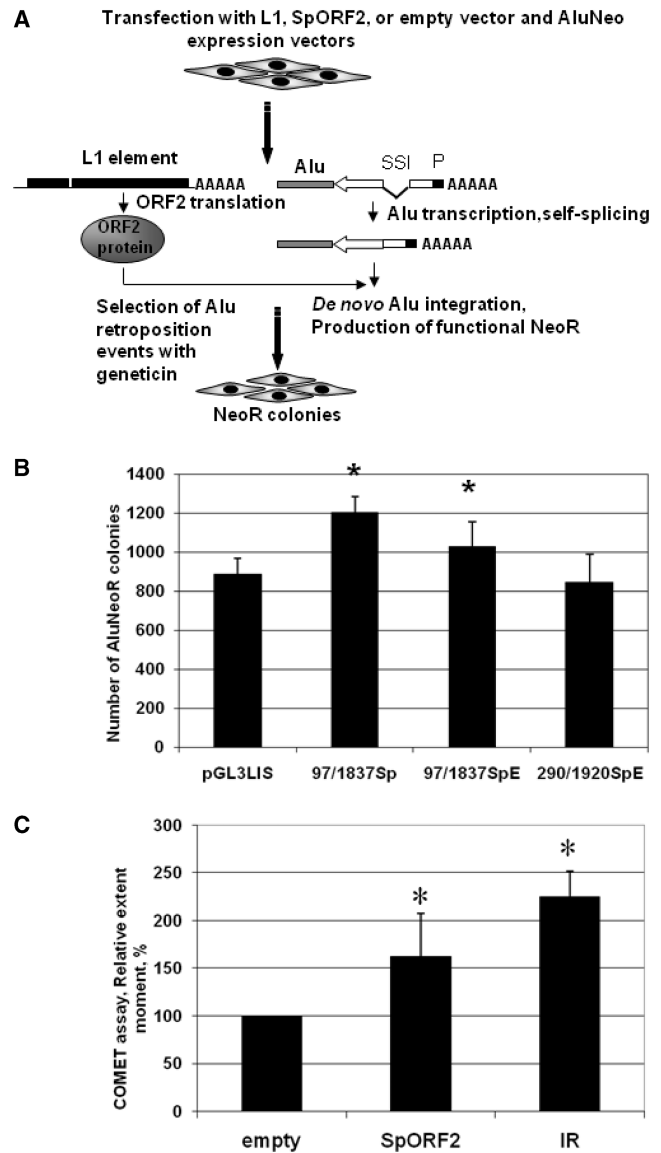 A
Transfection with L1, SpORF2, or empty vector and AluNeo
expression vectors
L1 element
AAAAA
Alu
SSI
P
AAAAA
ORF2 translation
Alu transcription,self-splicing
ORF2
protein
AAAAA
Selection of Alu
retroposition
events with
geneticin
De novo Alu integration,
Production of functional NeoR
NeoR colonies
B
Number of AluNeoR colonies
1400
1200
1000
800
600
400
200
0
*
*
pGL3LIS
97/1837Sp
97/1837SpE
290/1920SpE
C
COMET assay, Relative extent
moment, %
300
250
200
150
100
50
0
*
*
empty
SpORF2
IR